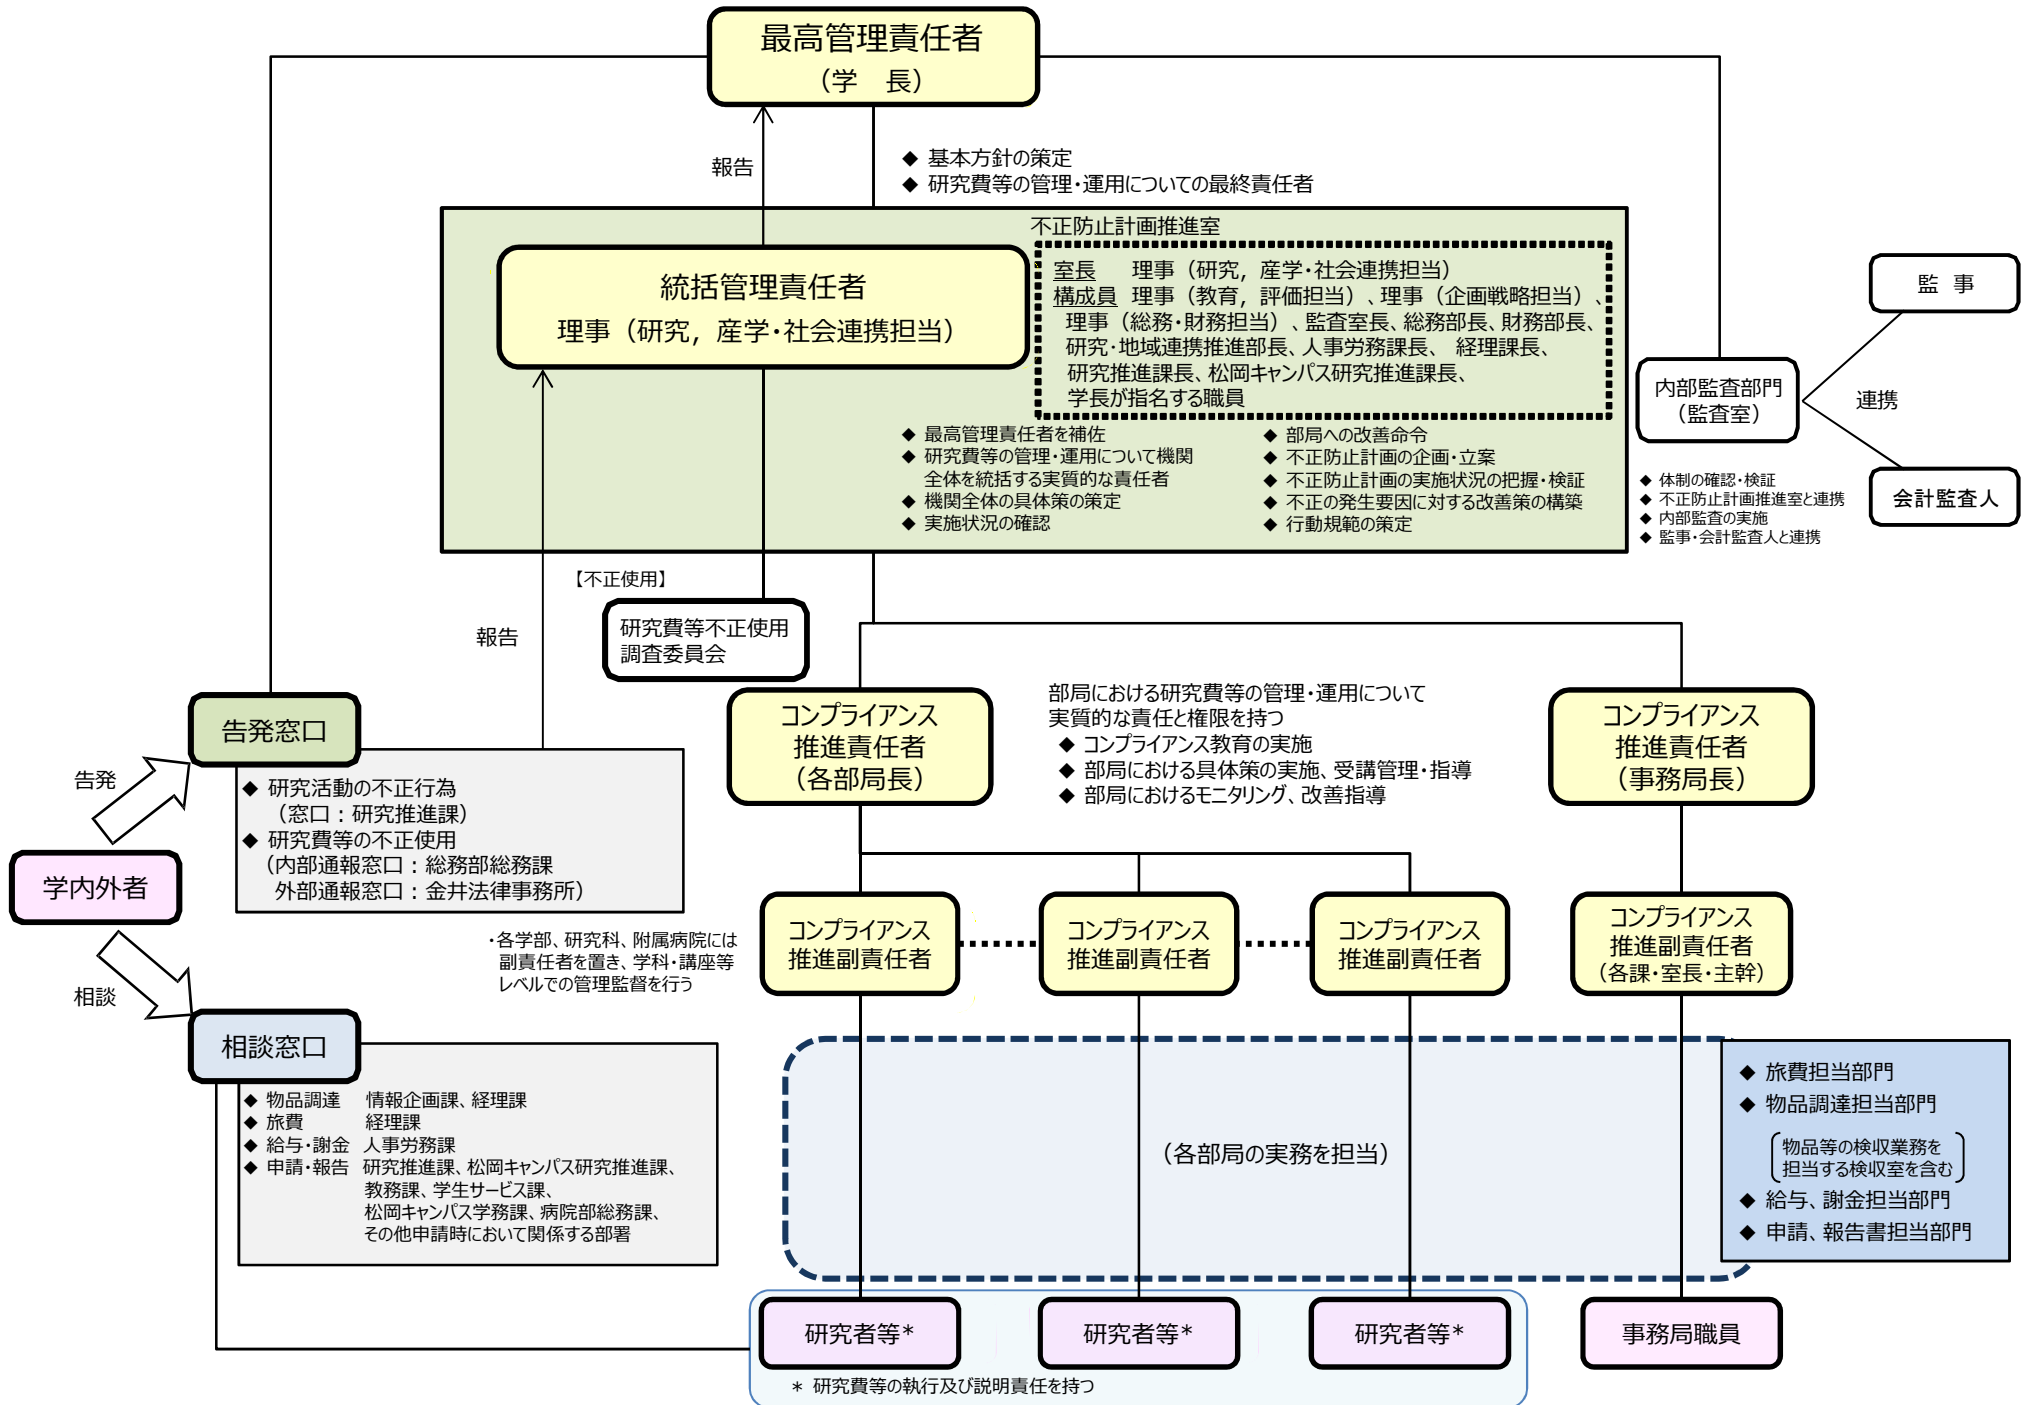 最高管理責任者
（学　長）
報告
◆ 基本方針の策定
◆ 研究費等の管理・運用についての最終責任者
不正防止計画推進室
統括管理責任者
理事（研究，産学・社会連携担当）
室長　理事（研究，産学・社会連携担当）
構成員 理事（教育，評価担当）、理事（企画戦略担当）、
理事（総務・財務担当）、監査室長、総務部長、財務部長、
研究・地域連携推進部長、人事労務課長、 経理課長、
研究推進課長、松岡キャンパス研究推進課長、
学長が指名する職員
◆ 最高管理責任者を補佐
◆ 研究費等の管理・運用について機関
全体を統括する実質的な責任者
◆ 機関全体の具体策の策定
◆ 実施状況の確認
◆ 部局への改善命令
◆ 不正防止計画の企画・立案
◆ 不正防止計画の実施状況の把握・検証
◆ 不正の発生要因に対する改善策の構築
◆ 行動規範の策定
監 事
内部監査部門
（監査室）
連携
会計監査人
◆ 体制の確認・検証
◆ 不正防止計画推進室と連携
◆ 内部監査の実施
◆ 監事・会計監査人と連携
【不正使用】
研究費等不正使用
調査委員会
報告
告発窓口
告発
◆ 研究活動の不正行為
（窓口：研究推進課）
◆ 研究費等の不正使用
（内部通報窓口：総務部総務課
外部通報窓口：金井法律事務所）
学内外者
相談
コンプライアンス
推進責任者
（各部局長）
部局における研究費等の管理・運用について
実質的な責任と権限を持つ
◆ コンプライアンス教育の実施
◆ 部局における具体策の実施、受講管理・指導
◆ 部局におけるモニタリング、改善指導
コンプライアンス
推進責任者
（事務局長）
・各学部、研究科、附属病院には
副責任者を置き、学科・講座等
レベルでの管理監督を行う
コンプライアンス
推進副責任者
コンプライアンス
推進副責任者
コンプライアンス
推進副責任者
コンプライアンス
推進副責任者
（各課・室長・主幹）
相談窓口
◆ 物品調達　情報企画課、経理課
◆ 旅費　経理課
◆ 給与・謝金 人事労務課
◆ 申請・報告 研究推進課、松岡キャンパス研究推進課、
教務課、学生サービス課、
松岡キャンパス学務課、病院部総務課、
その他申請時において関係する部署
（各部局の実務を担当）
◆ 旅費担当部門
◆ 物品調達担当部門
（物品等の検収業務を
担当する検収室を含む）
◆ 給与、謝金担当部門
◆ 申請、報告書担当部門
研究者等*
研究者等*
研究者等*
事務局職員
* 研究費等の執行及び説明責任を持つ